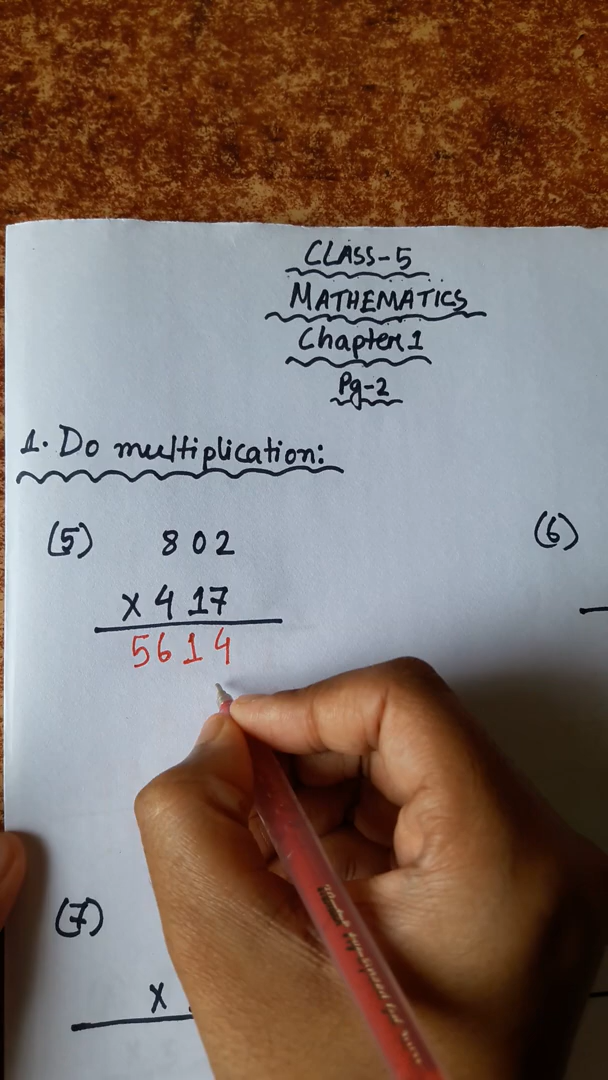 CLASS-5
MATHEMATICS
Chapter 1
Pg-2
1. Do multiplication:
(5) 802
x 417
5614
(6)
(7)
x